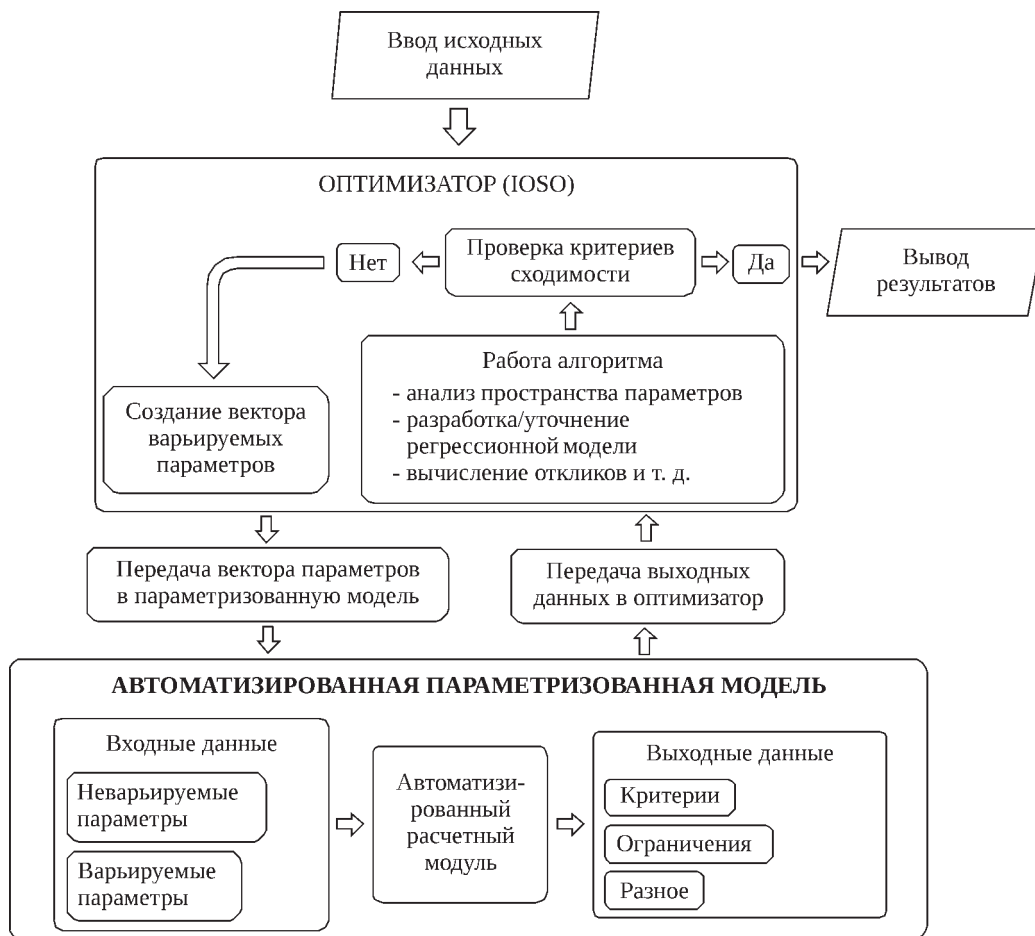 Ввод исходных
данных
ОПТИМИЗАТОР (IOSO)
Нет
Проверка критериев
сходимости
Да
Вывод
результатов
Создание вектора
варьируемых
параметров
Работа алгоритма
- анализ пространства параметров
- разработка/уточнение
регрессионной модели
- вычисление откликов и т. д.
Передача вектора параметров
в параметризованную модель
Передача выходных
данных в оптимизатор
АВТОМАТИЗИРОВАННАЯ ПАРАМЕТРИЗОВАННАЯ МОДЕЛЬ
Входные данные
Неварьируемые
параметры
Варьируемые
параметры
Автоматизи-
рованный
расчетный
модуль
Выходные данные
Критерии
Ограничения
Разное